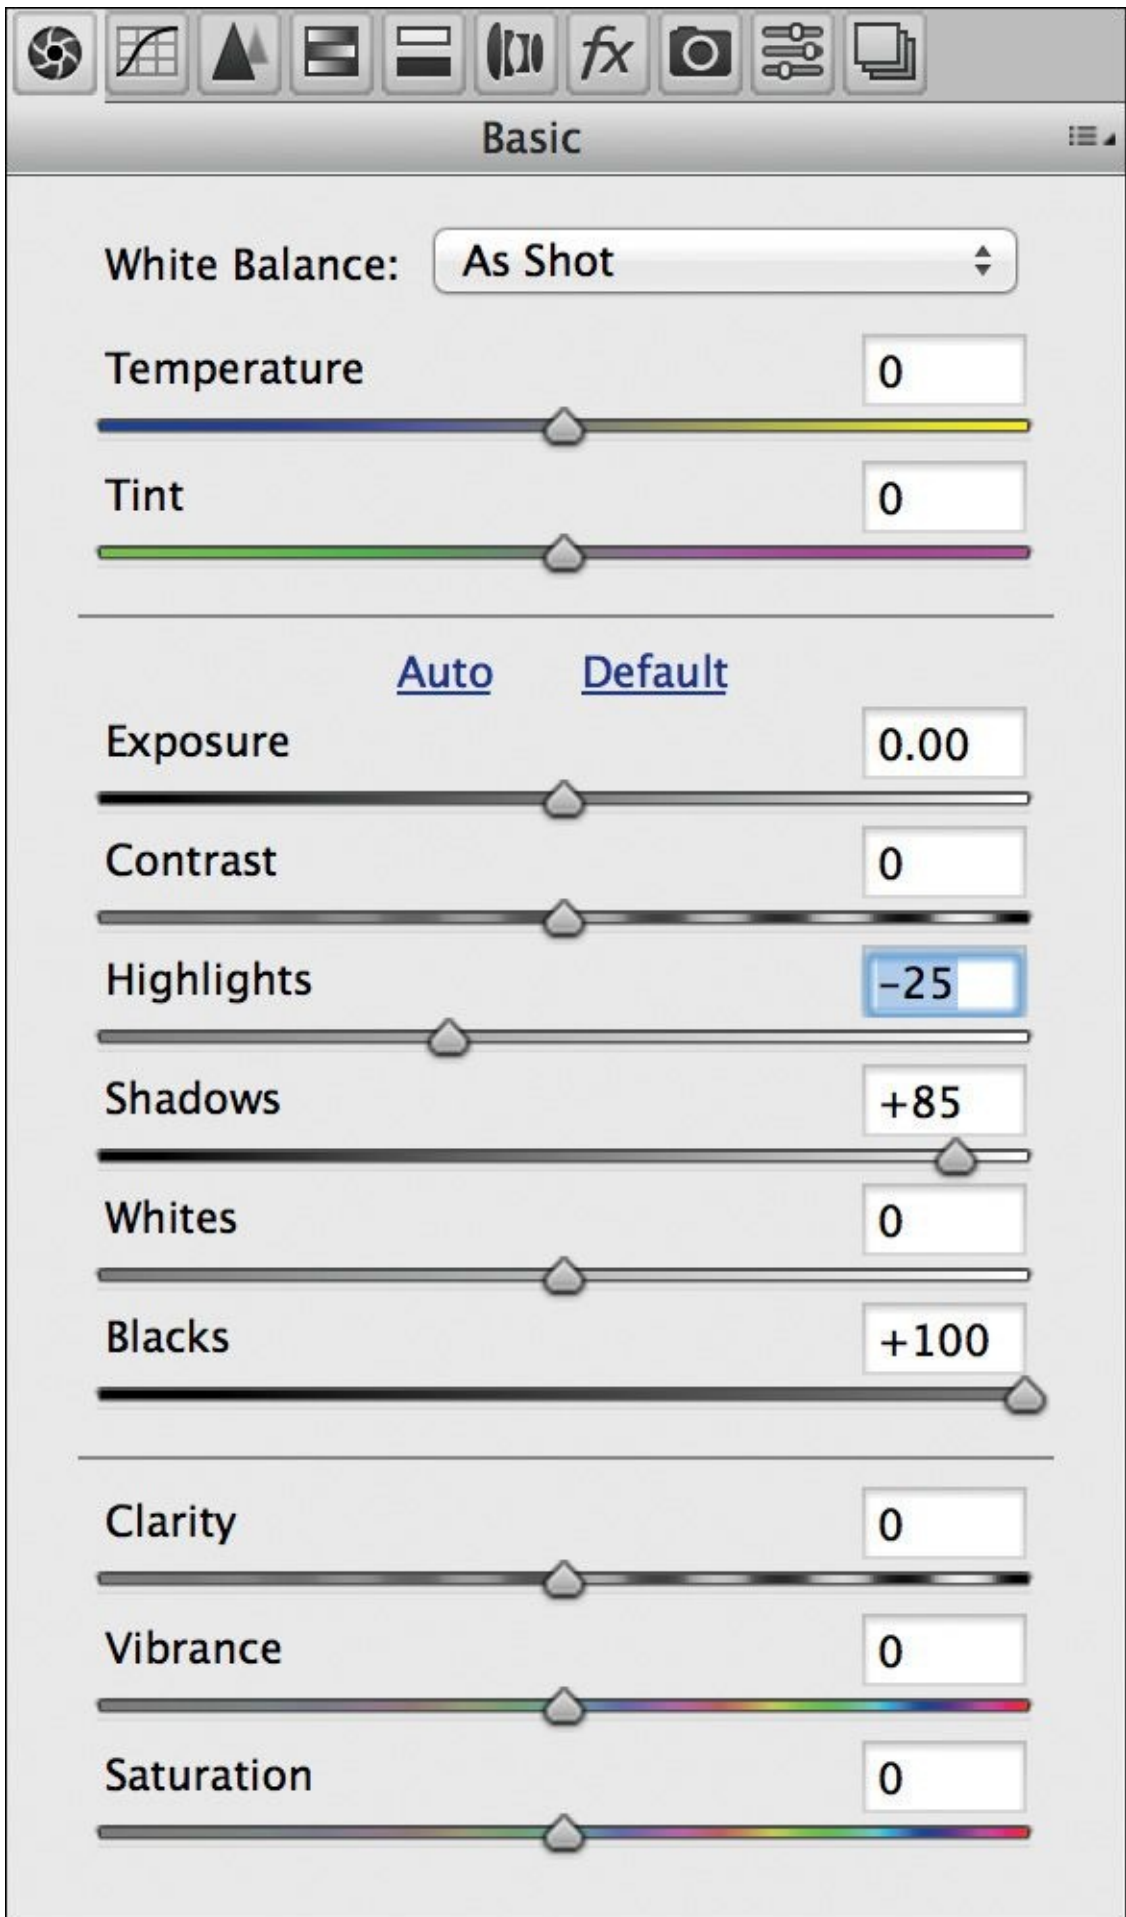 fx
Basic
White Balance: As Shot
Temperature 0
Tint 0
Auto Default
Exposure 0.00
Contrast 0
Highlights -25
Shadows +85
Whites 0
Blacks +100
Clarity 0
Vibrance 0
Saturation 0